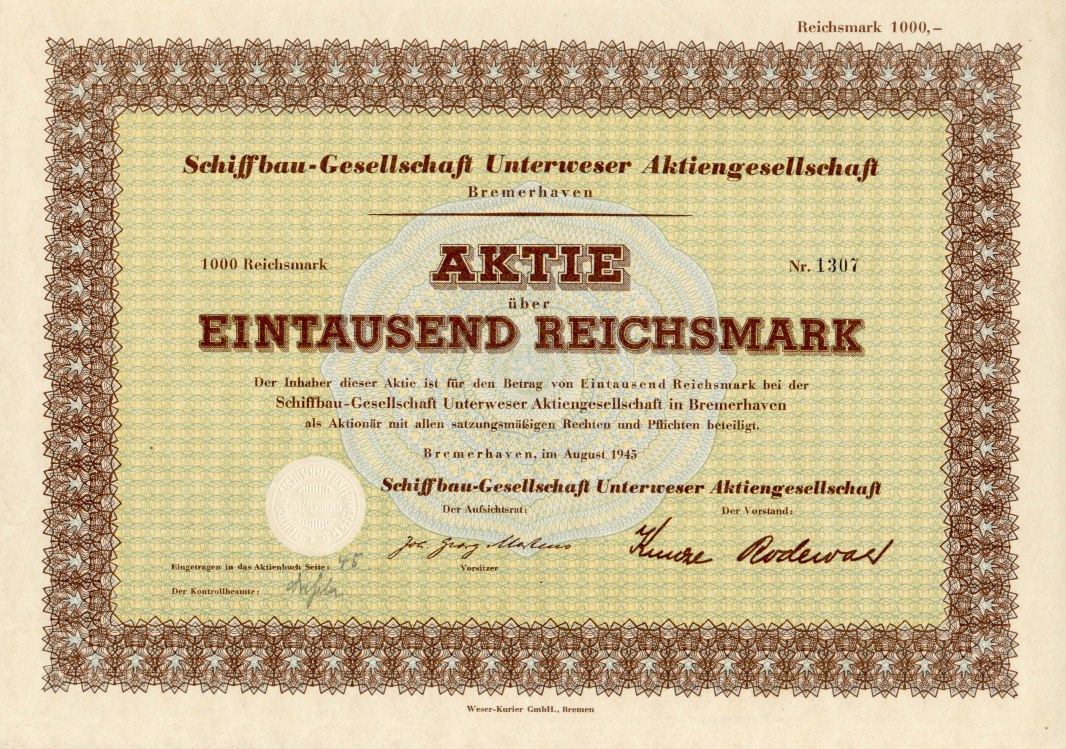 Reichsmark 1000,–
Schiffbau-Gesellschaft Unterweser Aktiengesellschaft
Bremerhaven
1000 Reichsmark
AKTIE
Nr. 1307
über
EINTAUSEND REICHSMARK
Der Inhaber dieser Aktie ist für den Betrag von Eintausend Reichsmark bei der
Schiffbau-Gesellschaft Unterweser Aktiengesellschaft in Bremerhaven
als Aktionär mit allen satzungsmäßigen Rechten und Pflichten beteiligt.
Bremerhaven, im August 1945
Schiffbau-Gesellschaft Unterweser Aktiengesellschaft
Der Aufsichtsrat:
Der Vorstand:
Kunze Rodewald
Vorsitzer
Eingetragen in das Aktienbuch Seite: 45
Der Kontrollbeamte:
Weser-Kurier GmbH., Bremen